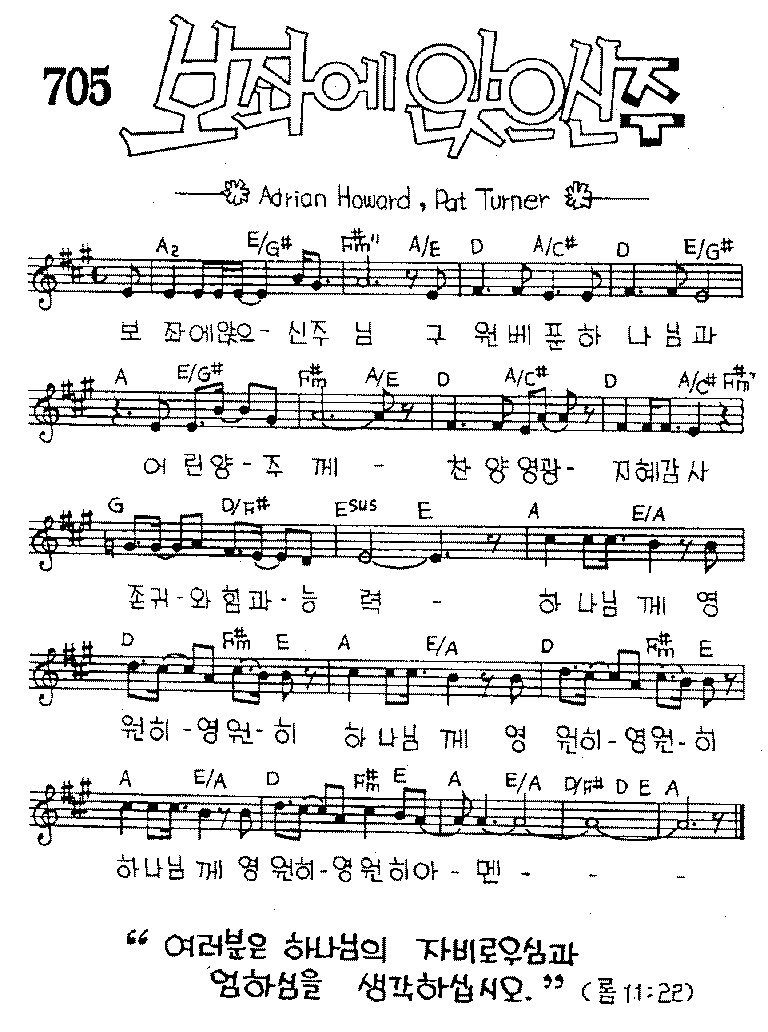 705 보좌에 앉으신 주
Adrian Howard, Pat Turner
A2 E/G# F#m11 A/E D A/C# D E/G#
보 좌에앉으-신주 님 구 원베 푼 하 나 님 과
A E/G# F#m A/E D A/C# D A/C# F#m7
어 린양 - 주 께 - 찬 양영광- 지혜감사
G D/F# Esus E A E/A
존귀-와힘과-능 력 - 하 나님 께 영
D F#m E A E/A D F#m E
원히 -영원-히 하 나님 께 영 원히-영원-히
A E/A D F#m E A E/A D/F# D E A
하나님 께 영 원히-영원히아- 멘 - - -
“ 여러분은 하나님의 자비로우심과
엄하심을 생각하십시오. ” (롬 11:22)